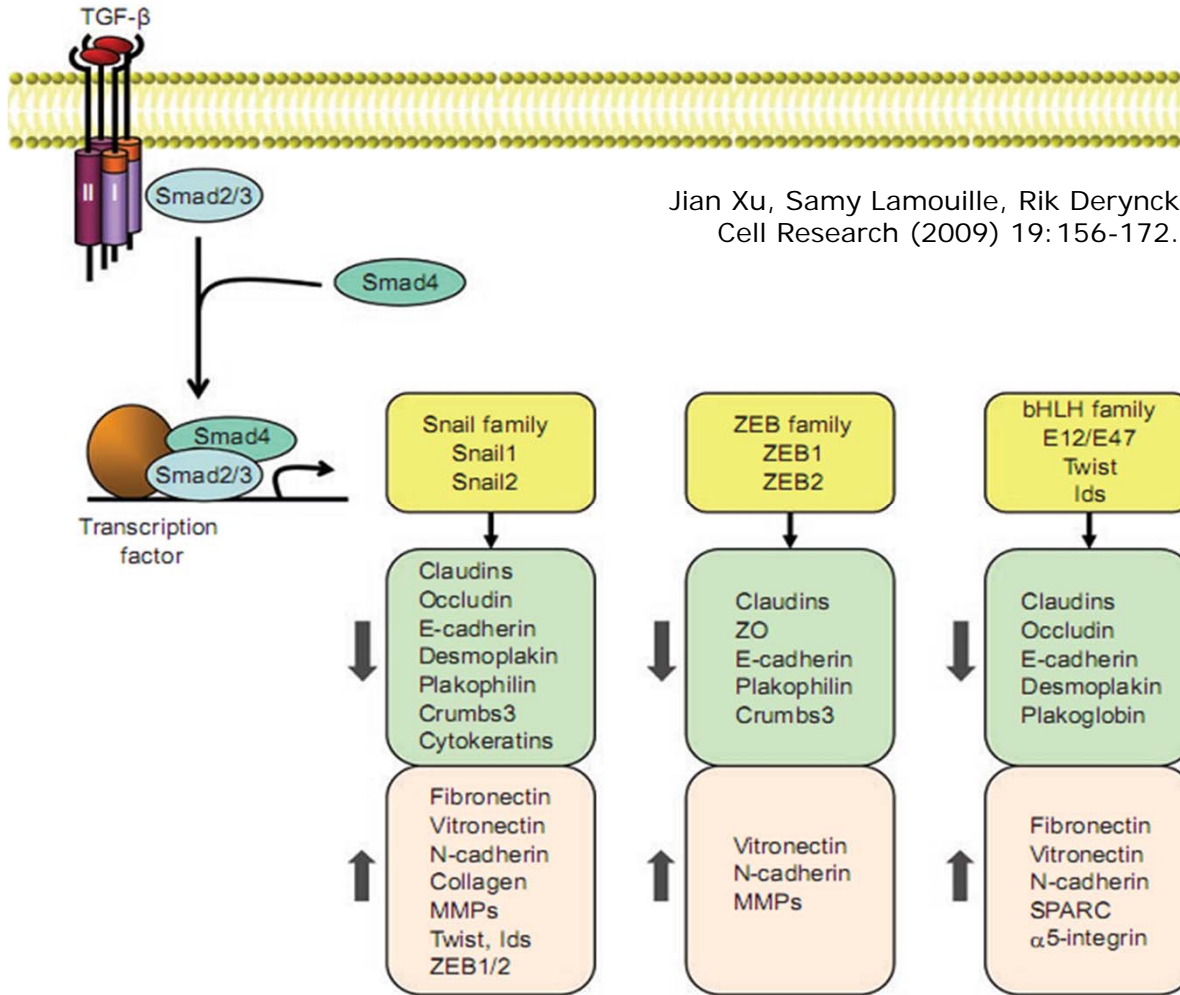 TGF-β
II
I
Smad2/3
Jian Xu, Samy Lamouille, Rik Derynck
Cell Research (2009) 19:156-172.
Smad4
Smad4
Smad2/3
Transcription
factor
Snail family
Snail1
Snail2
Claudins
Occludin
E-cadherin
Desmoplakin
Plakophilin
Crumbs3
Cytokeratins
Fibronectin
Vitronectin
N-cadherin
Collagen
MMPs
Twist, Ids
ZEB1/2
ZEB family
ZEB1
ZEB2
Claudins
ZO
E-cadherin
Plakophilin
Crumbs3
Vitronectin
N-cadherin
MMPs
bHLH family
E12/E47
Twist
Ids
Claudins
Occludin
E-cadherin
Desmoplakin
Plakoglobin
Fibronectin
Vitronectin
N-cadherin
SPARC
α5-integrin